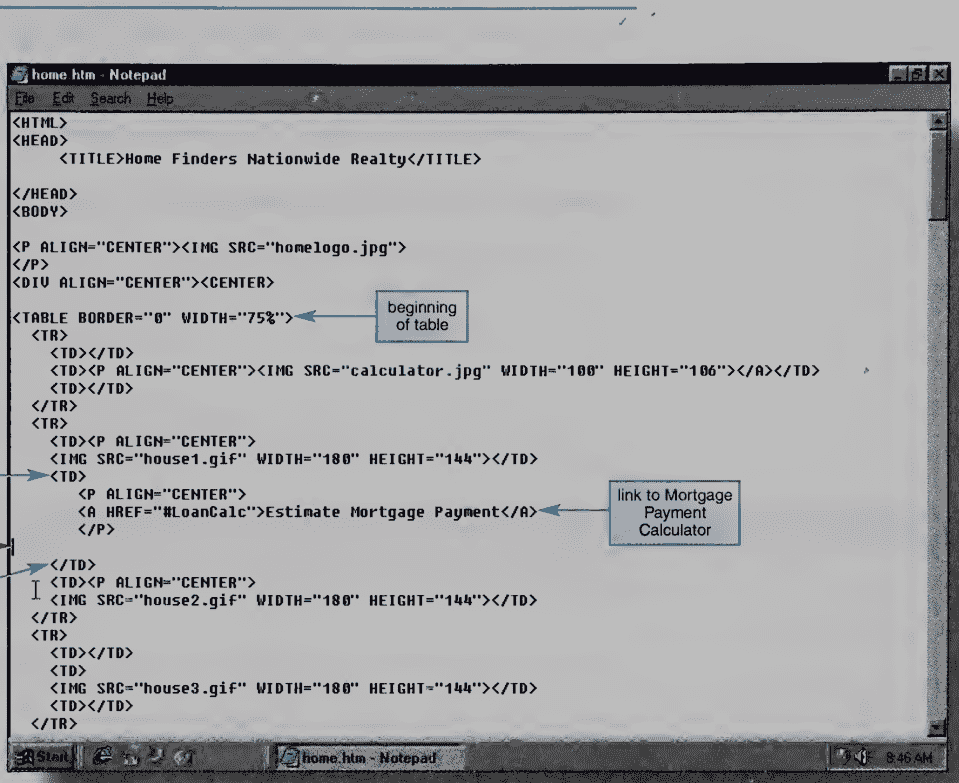 home htm - Notepad
File Edit Search Help
<HTML>
<HEAD>
<TITLE>Home Finders Nationwide Realty</TITLE>
</HEAD>
<BODY>
<P ALIGN="CENTER"><IMG SRC="homelogo.jpg">
</P>
<DIV ALIGN="CENTER"><CENTER>
<TABLE BORDER="0" WIDTH="75%">
beginning
of table
<TR>
<TD></TD>
<TD><P ALIGN="CENTER"><IMG SRC="calculator.jpg" WIDTH="100" HEIGHT="106"></A></TD>
<TD></TD>
</TR>
<TR>
<TD><P ALIGN="CENTER">
<IMG SRC="house1.gif" WIDTH="180" HEIGHT="144"></TD>
<TD>
<P ALIGN="CENTER">
<A HREF="#LoanCalc">Estimate Mortgage Payment</A>
</P>
link to Mortgage
Payment
Calculator
</TD>
<TD><P ALIGN="CENTER">
<IMG SRC="house2.gif" WIDTH="180" HEIGHT="144"></TD>
</TR>
<TR>
<TD></TD>
<TD>
<IMG SRC="house3.gif" WIDTH="180" HEIGHT="144"></TD>
<TD></TD>
</TR>
Start home.htm - Notepad 8:46 AM